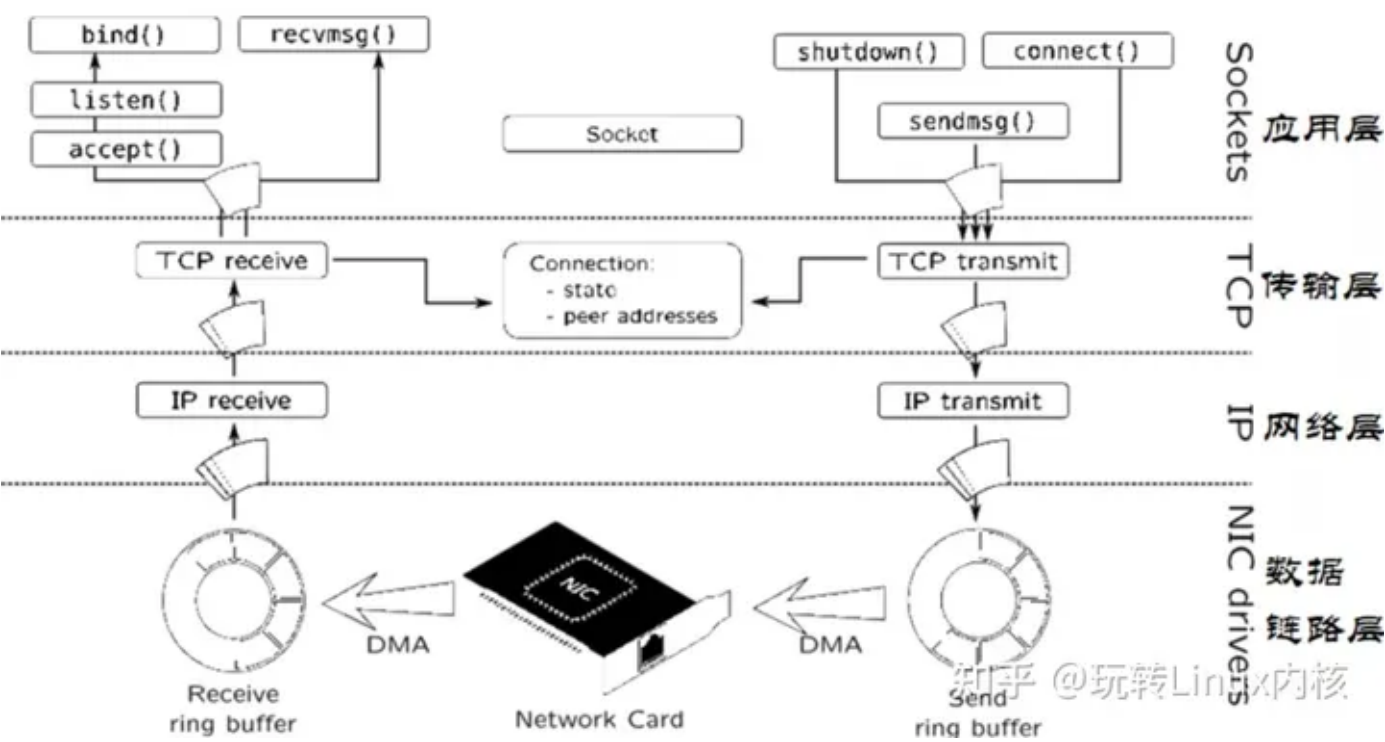 bind()
recvmsg()
listen()
accept()
Socket
shutdown()
connect()
sendmsg()
Sockets
应用层
TCP receive
Connection:
- state
- peer addresses
TCP transmit
TCP
传输层
IP receive
IP transmit
IP
网络层
NIC
DMA
DMA
NIC drivers
数据
链路层
Receive
ring buffer
Network Card
Send
ring buffer
知乎 @玩转Linux内核